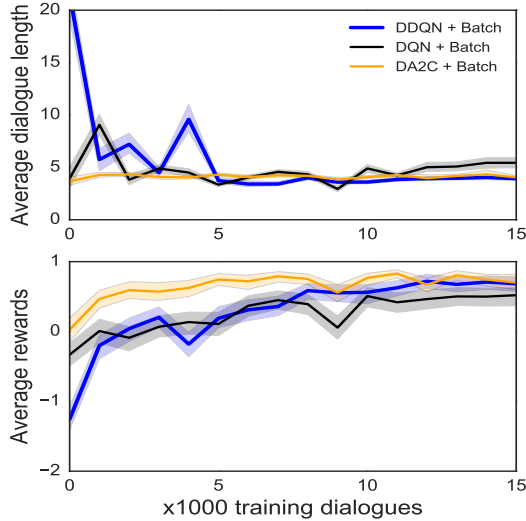 20
15
10
5
0
Average dialogue length
DDQN + Batch
DQN + Batch
DA2C + Batch
0
5
10
15
1
0
−1
−2
Average rewards
0
5
10
15
x1000 training dialogues